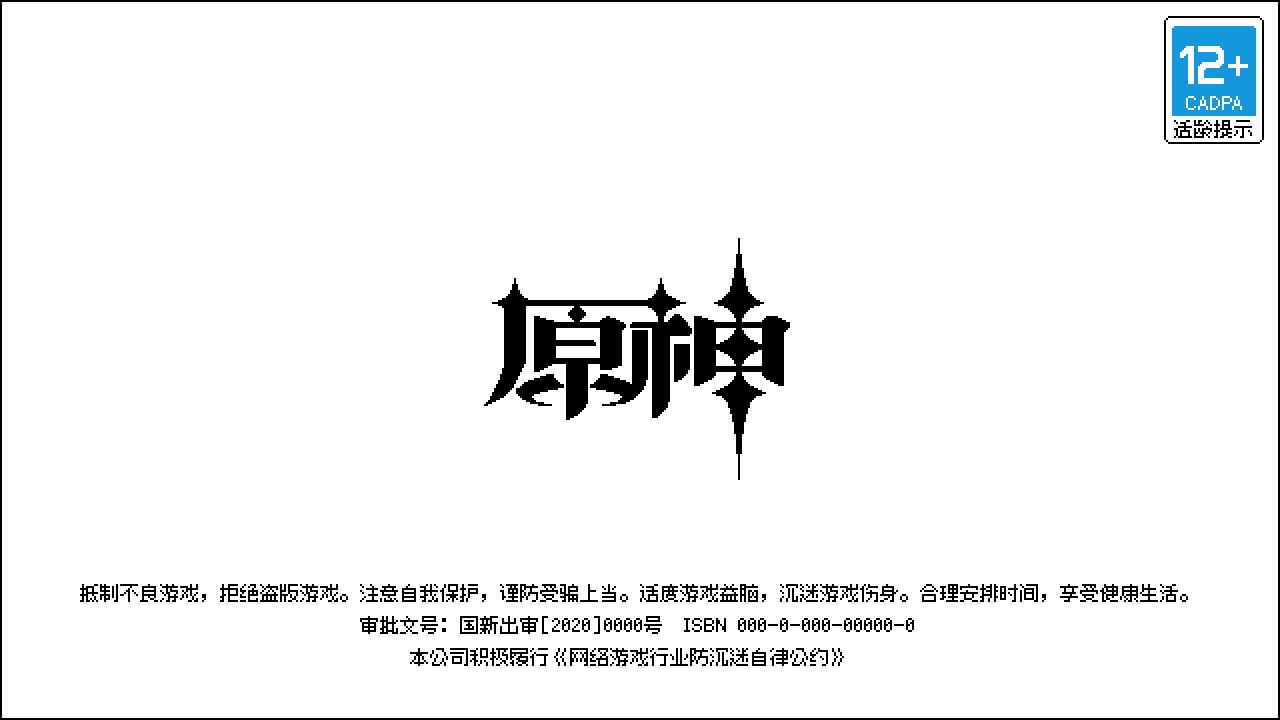 12+
CADPA
适龄提示
原神
抵制不良游戏，拒绝盗版游戏。注意自我保护，谨防受骗上当。适度游戏益脑，沉迷游戏伤身。合理安排时间，享受健康生活。
审批文号：国新出审[2020]0000号 ISBN 000-0-000-00000-0
本公司积极履行《网络游戏行业防沉迷自律公约》